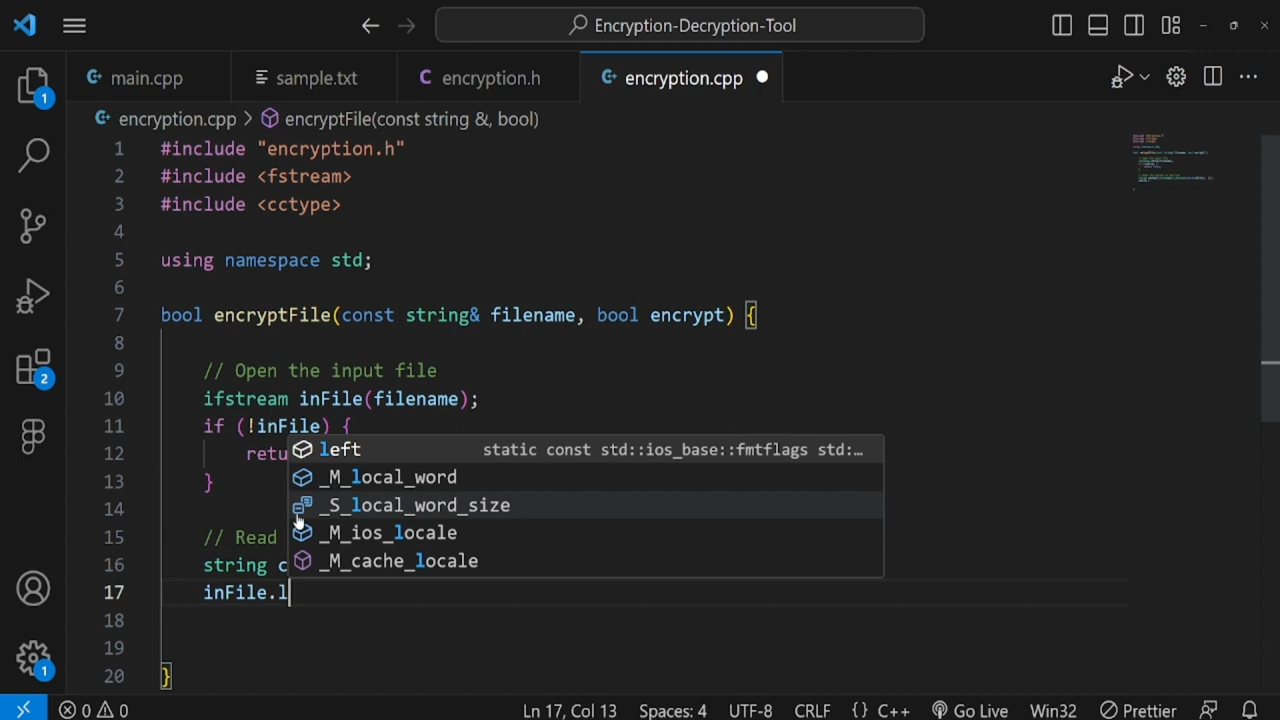 Encryption-Decryption-Tool
main.cpp
sample.txt
C encryption.h
encryption.cpp
encryption.cpp > encryptFile(const string &, bool)
1 #include "encryption.h"
2 #include <fstream>
3 #include <cctype>
4
5 using namespace std;
6
7 bool encryptFile(const string& filename, bool encrypt) {
8
9 // Open the input file
10 ifstream inFile(filename);
11 if (!inFile) {
12 retu
13 }
14
15 // Read
16 string c
17 inFile.l
18
19
20 }
left static const std::ios_base::fmtflags std:…
_M_local_word
_S_local_word_size
_M_ios_locale
_M_cache_locale
1
2
1
0 0 Ln 17, Col 13 Spaces: 4 UTF-8 CRLF {} C++ Go Live Win32 Prettier